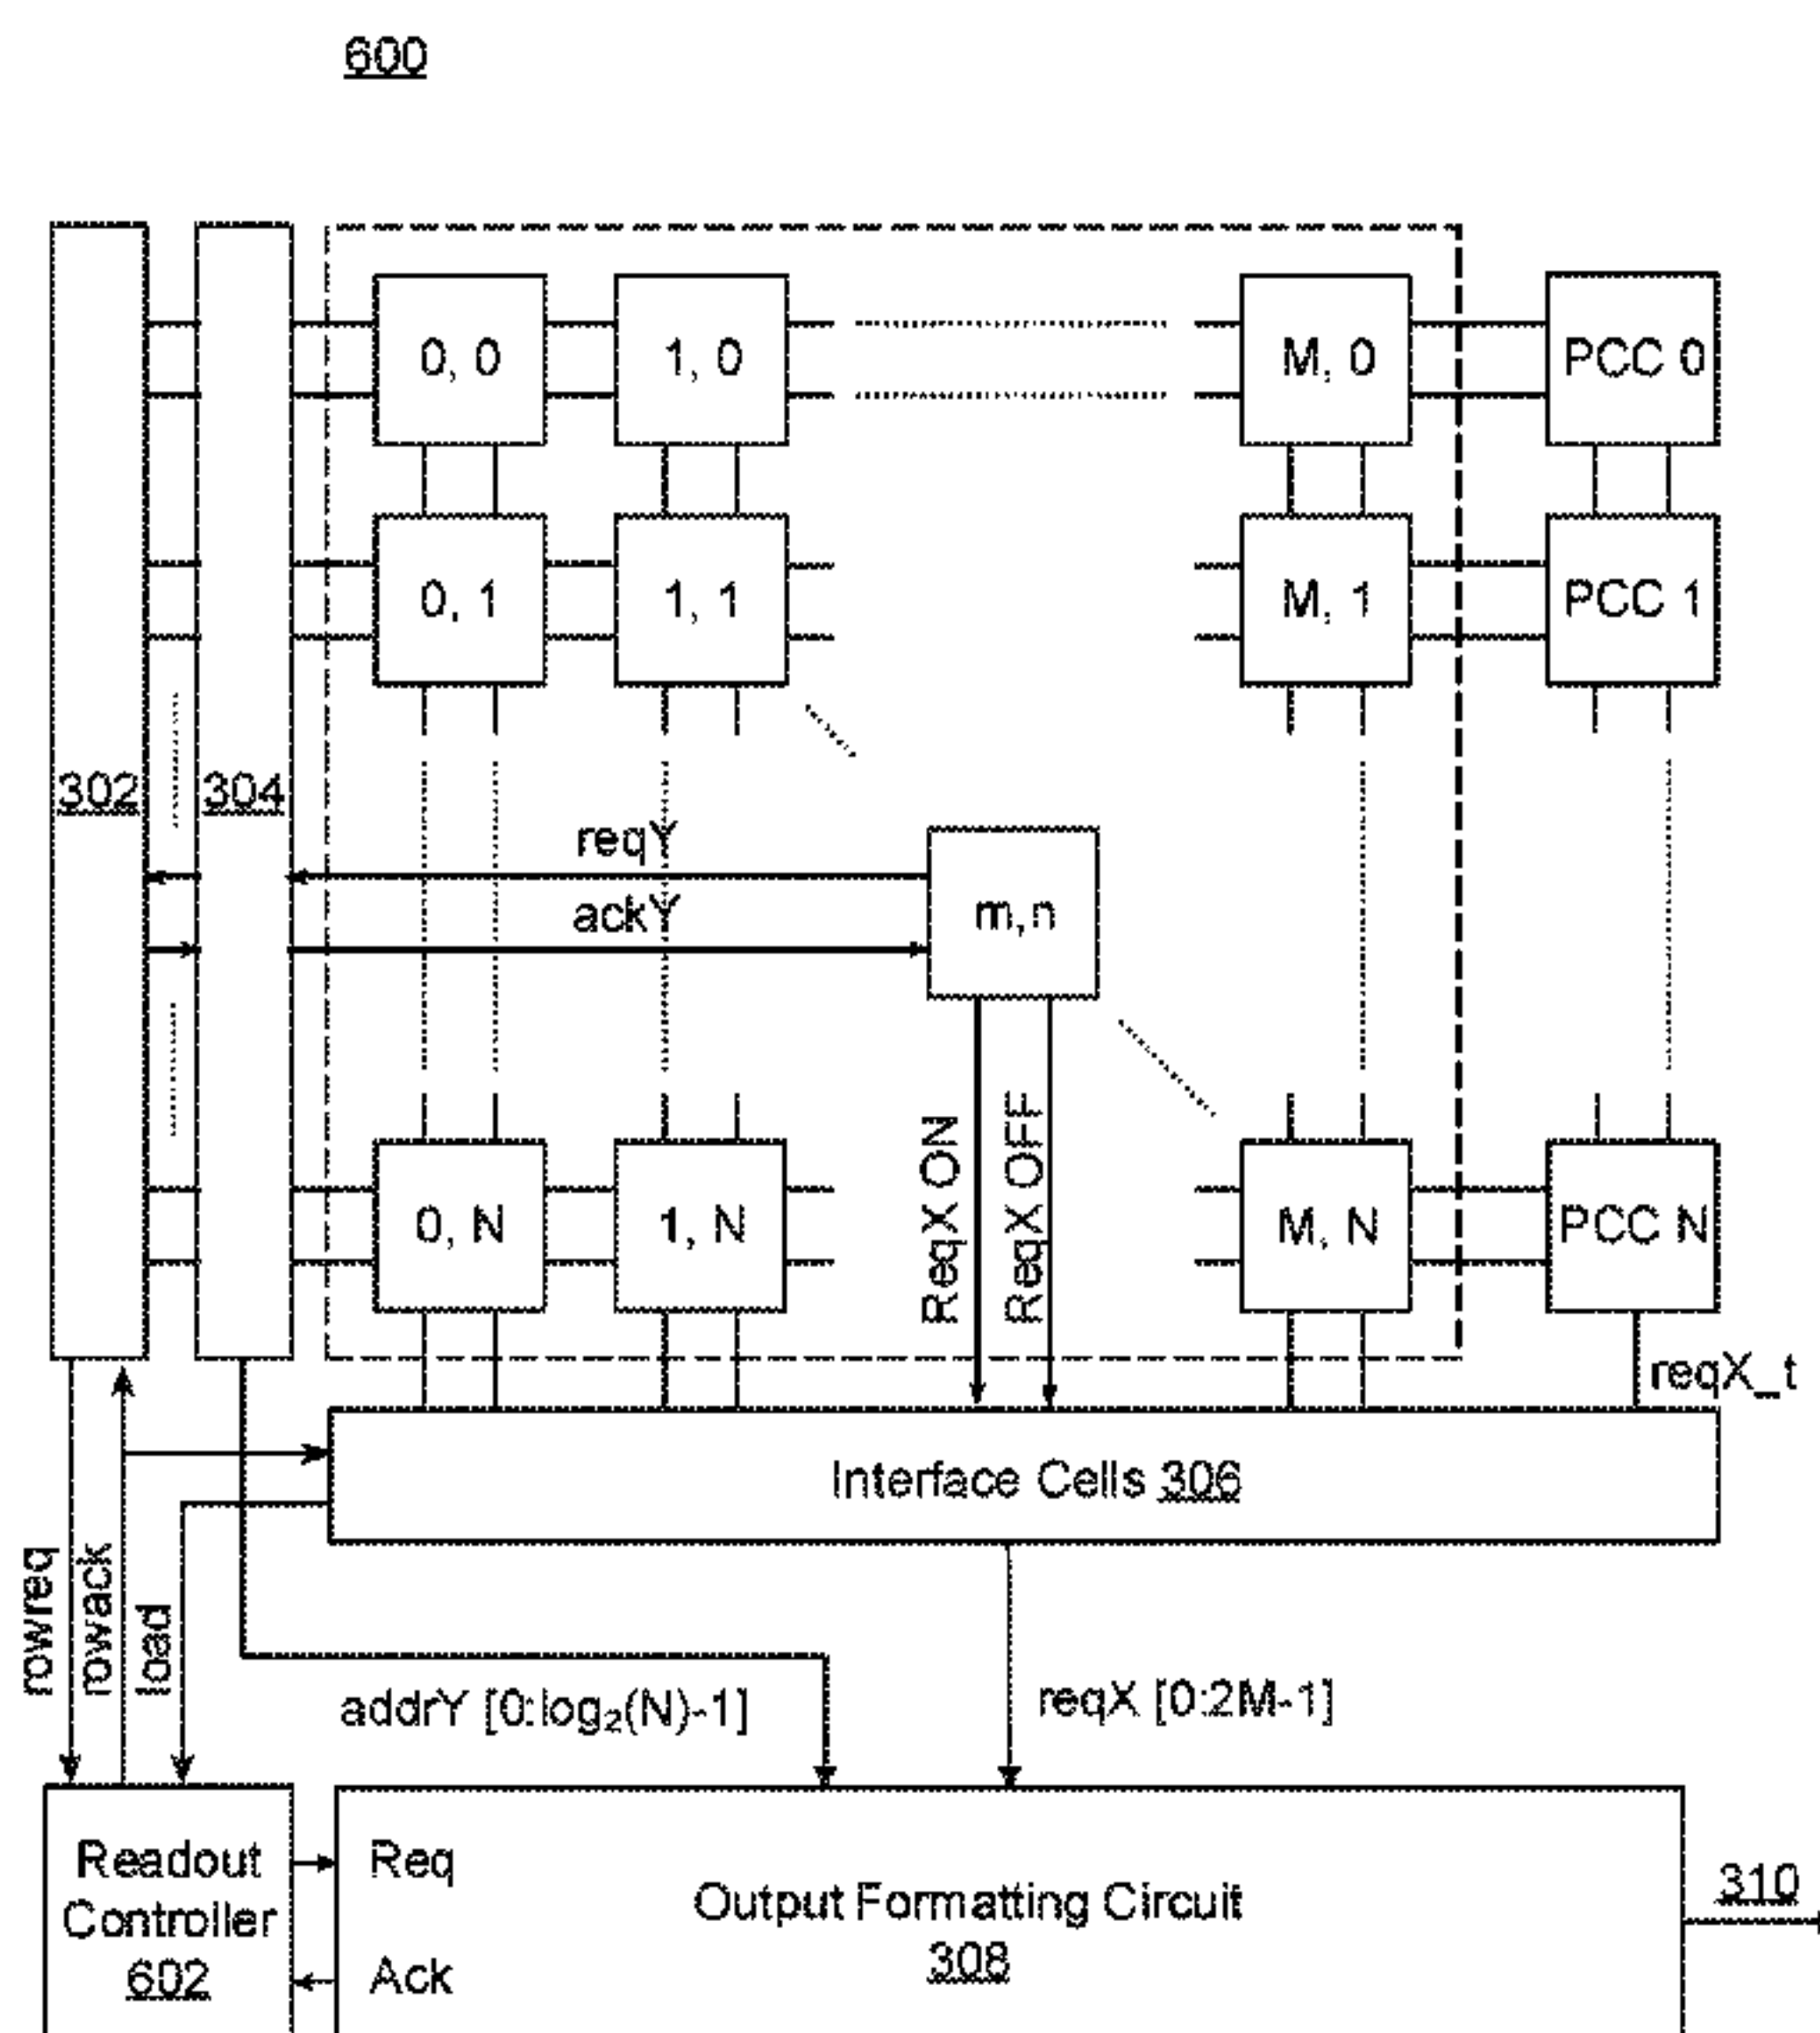 600
0, 0
1, 0
M, 0
PCC 0
0, 1
1, 1
M, 1
PCC 1
302
304
reqY
ackY
m,n
ReqX ON
ReqX OFF
0, N
1, N
M, N
PCC N
reqX_t
Interface Cells 306
rowreq
rowack
load
addrY [0:log₂(N)-1]
reqX [0:2M-1]
Readout
Controller
602
Req
Ack
Output Formatting Circuit
308
310